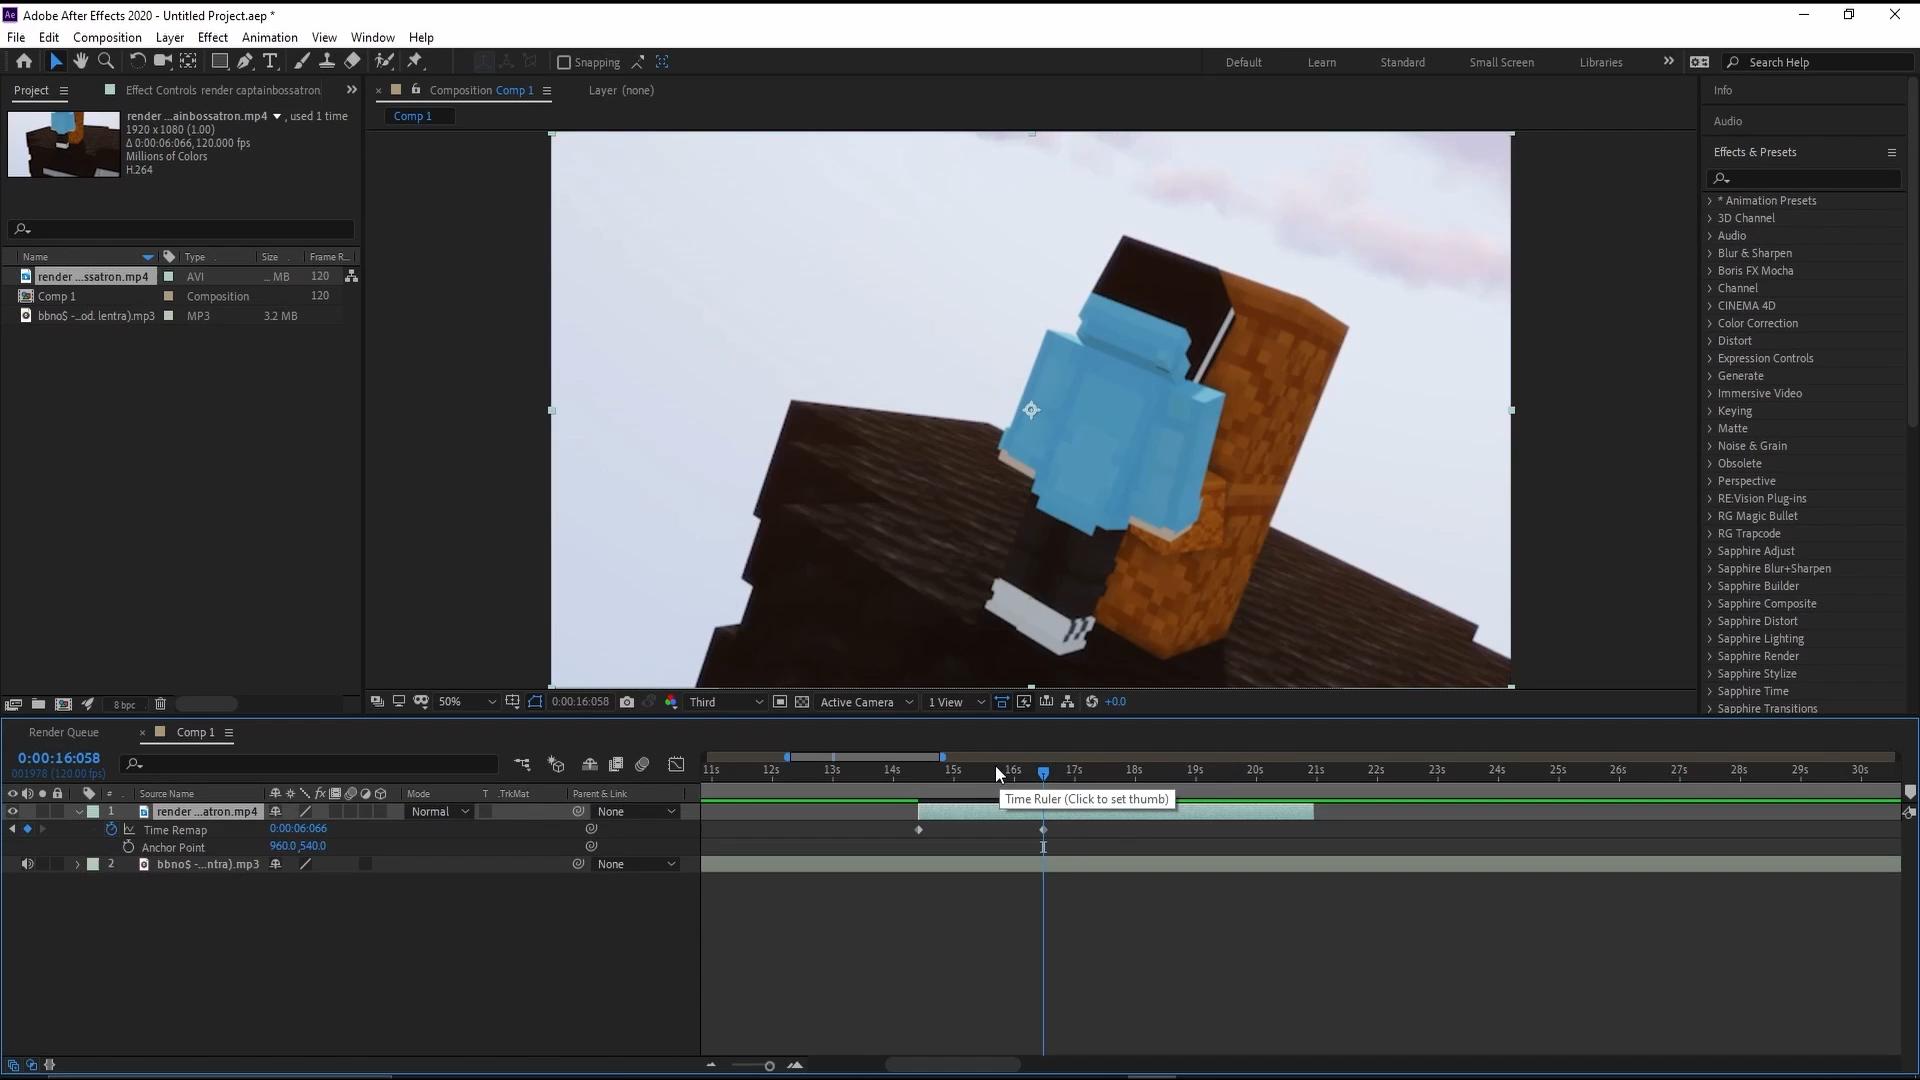 Ae Adobe After Effects 2020 - Untitled Project.aep *
File Edit Composition Layer Effect Animation View Window Help
Snapping Default Learn Standard Small Screen Libraries Search Help
Project Effect Controls render captainbossatron.
Composition Comp 1 Layer (none)
Comp 1
render ...ainbossatron.mp4 , used 1 time
1920 x 1080 (1.00)
Δ 0:00:06:066, 120.000 fps
Millions of Colors
H.264
Name Type Size Frame R...
render ...ssatron.mp4 AVI ... MB 120
Comp 1 Composition 120
bbno$ -...od. lentra).mp3 MP3 3.2 MB
8 bpc
50% 0:00:16:058 Third Active Camera 1 View +0.0
Info
Audio
Effects & Presets
* Animation Presets
3D Channel
Audio
Blur & Sharpen
Boris FX Mocha
Channel
CINEMA 4D
Color Correction
Distort
Expression Controls
Generate
Immersive Video
Keying
Matte
Noise & Grain
Obsolete
Perspective
RE:Vision Plug-ins
RG Magic Bullet
RG Trapcode
Sapphire Adjust
Sapphire Blur+Sharpen
Sapphire Builder
Sapphire Composite
Sapphire Distort
Sapphire Lighting
Sapphire Render
Sapphire Stylize
Sapphire Time
Sapphire Transitions
Render Queue Comp 1
0:00:16:058
001978 (120.00 fps)
11s 12s 13s 14s 15s 16s 17s 18s 19s 20s 21s 22s 23s 24s 25s 26s 27s 28s 29s 30s
# Source Name fx Mode T .TrkMat Parent & Link
Time Ruler (Click to set thumb)
1 render ...atron.mp4 Normal None
Time Remap 0:00:06:066
Anchor Point 960.0,540.0
2 bbno$ -...ntra).mp3 None